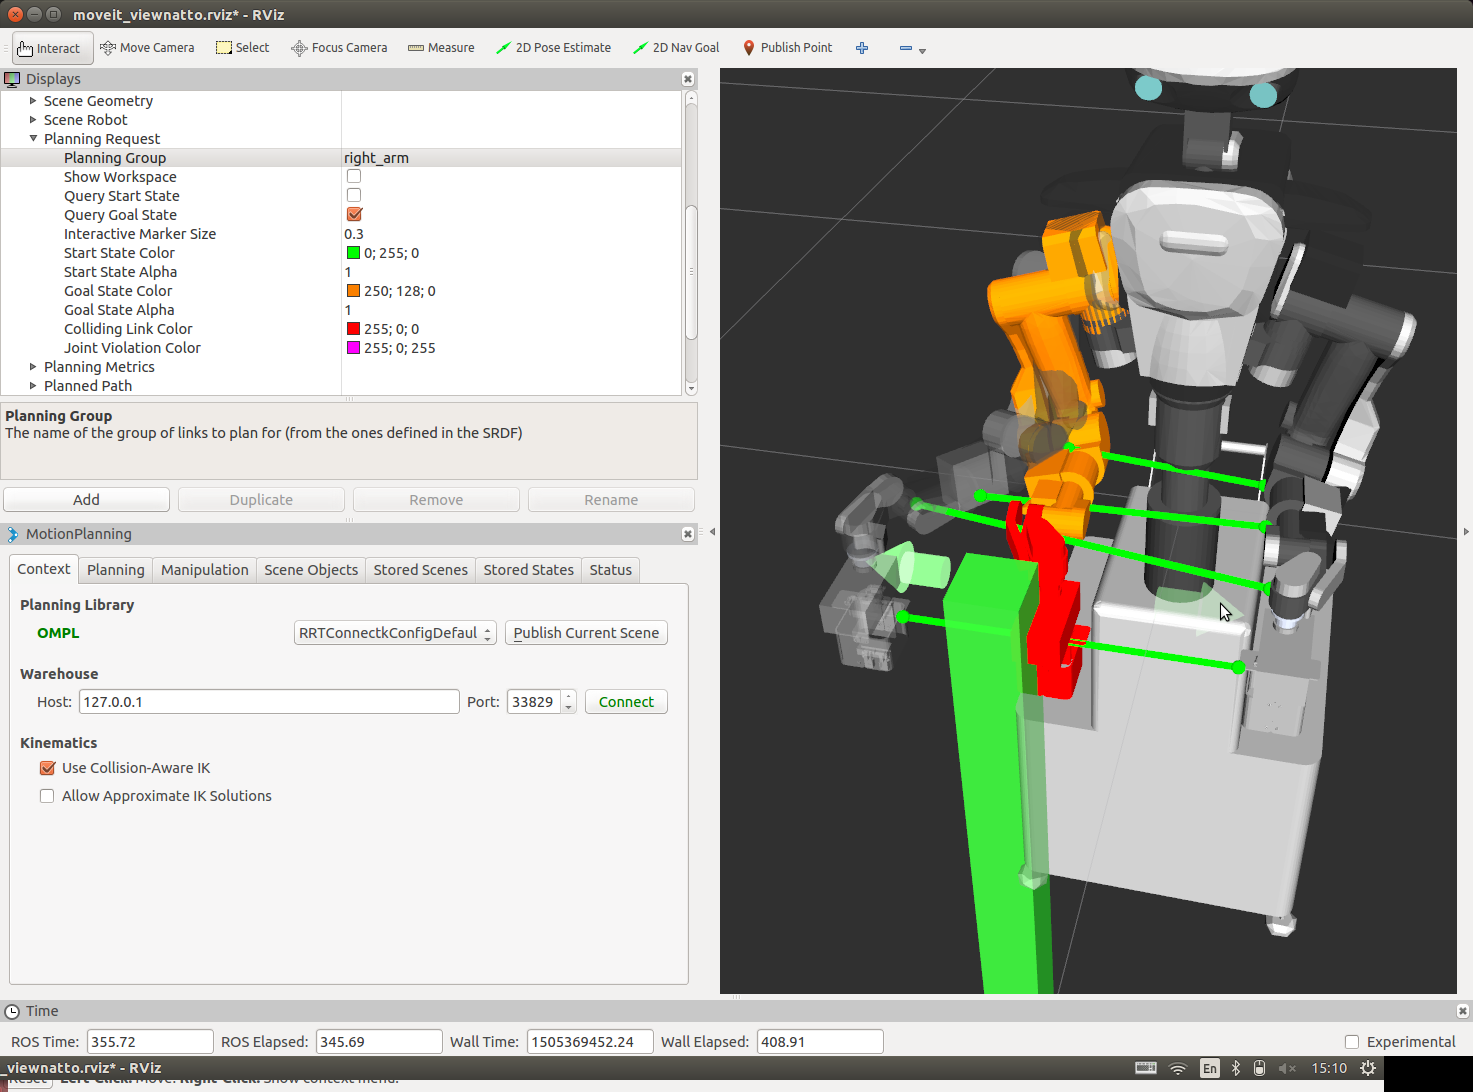 moveit_viewnatto.rviz* - RViz
Interact Move Camera Select Focus Camera Measure 2D Pose Estimate 2D Nav Goal Publish Point
Displays
Scene Geometry
Scene Robot
Planning Request
Planning Group right_arm
Show Workspace
Query Start State
Query Goal State
Interactive Marker Size 0.3
Start State Color 0; 255; 0
Start State Alpha 1
Goal State Color 250; 128; 0
Goal State Alpha 1
Colliding Link Color 255; 0; 0
Joint Violation Color 255; 0; 255
Planning Metrics
Planned Path
Planning Group
The name of the group of links to plan for (from the ones defined in the SRDF)
Add Duplicate Remove Rename
MotionPlanning
Context Planning Manipulation Scene Objects Stored Scenes Stored States Status
Planning Library
OMPL RRTConnectkConfigDefaul Publish Current Scene
Warehouse
Host: 127.0.0.1 Port: 33829 Connect
Kinematics
Use Collision-Aware IK
Allow Approximate IK Solutions
Time
ROS Time: 355.72 ROS Elapsed: 345.69 Wall Time: 1505369452.24 Wall Elapsed: 408.91 Experimental
_viewnatto.rviz* - RViz En 15:10
Reset Left-Click: Move. Right-Click: Show context menu.